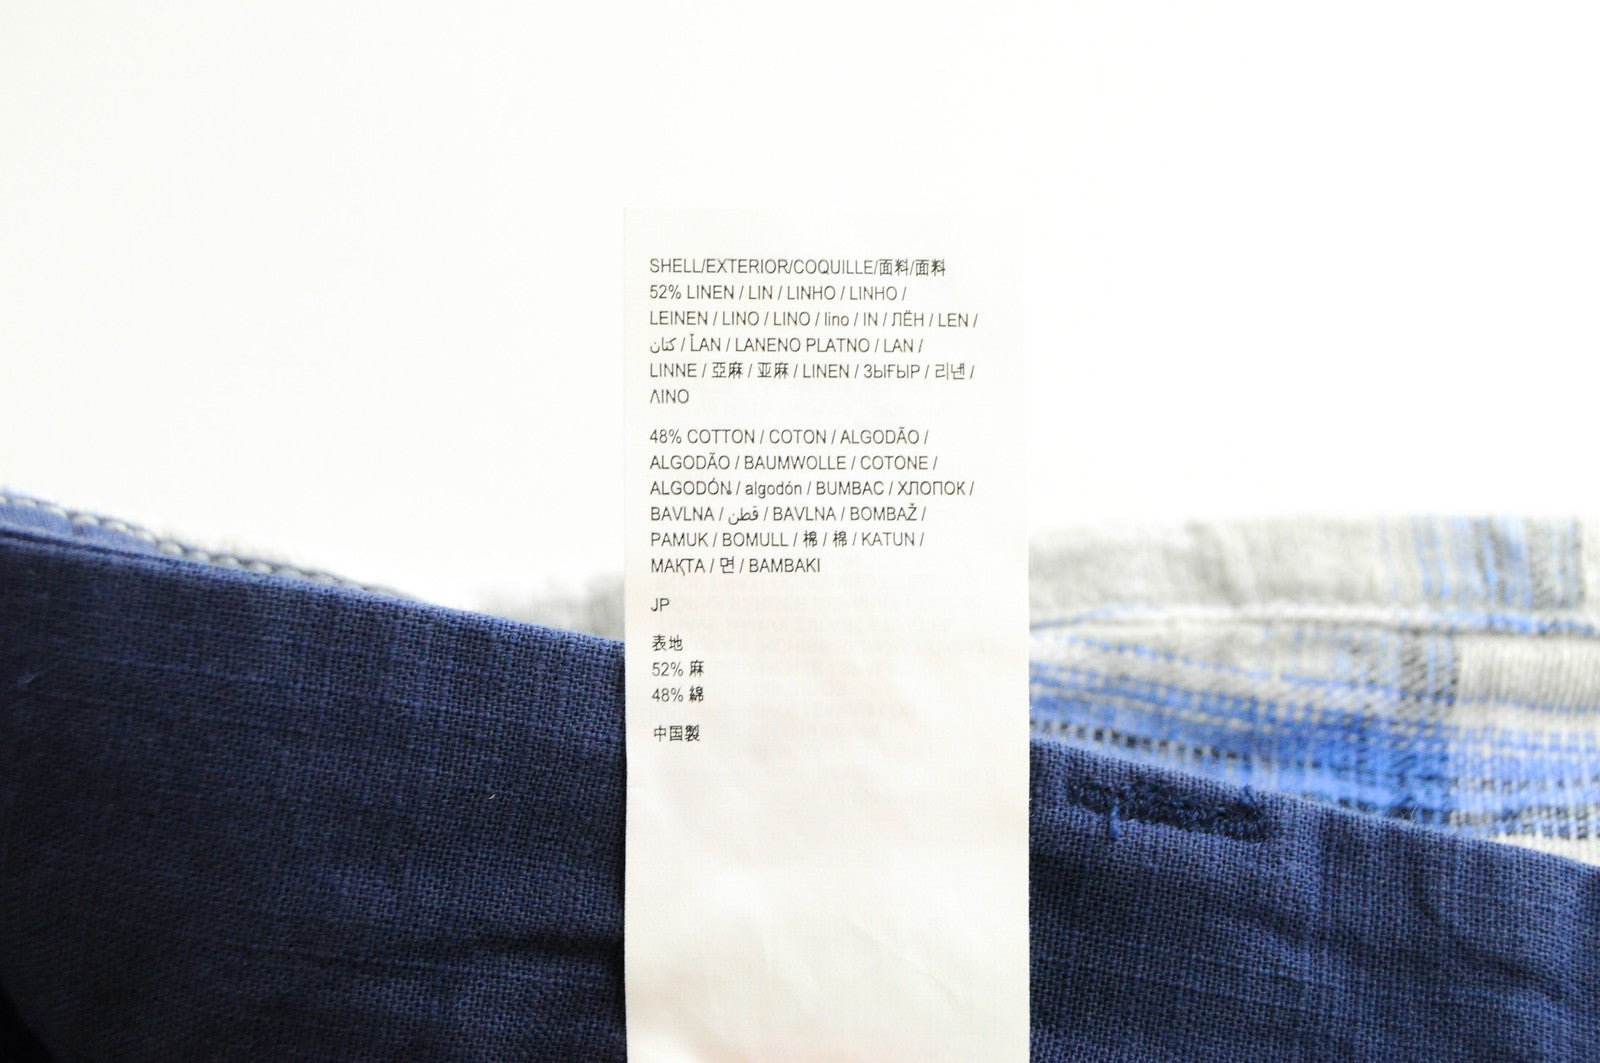 SHELL/EXTERIOR/COQUILLE/面料/面料
52% LINEN / LIN / LINHO / LINHO /
LEINEN / LINO / LINO / lino / IN / ЛЁН / LEN /
كتان / ĽAN / LANENO PLATNO / LAN /
LINNE / 亞麻 / 亚麻 / LINEN / ЗЫҒЫР / 리넨 /
ΛΙΝΟ
48% COTTON / COTON / ALGODÃO /
ALGODÃO / BAUMWOLLE / COTONE /
ALGODÓN / algodón / BUMBAC / ХЛОПОК /
BAVLNA / قطن / BAVLNA / BOMBAŽ /
PAMUK / BOMULL / 棉 / 棉 / KATUN /
МАҚТА / 면 / BAMBAKI
JP
表地
52% 麻
48% 綿
中国製